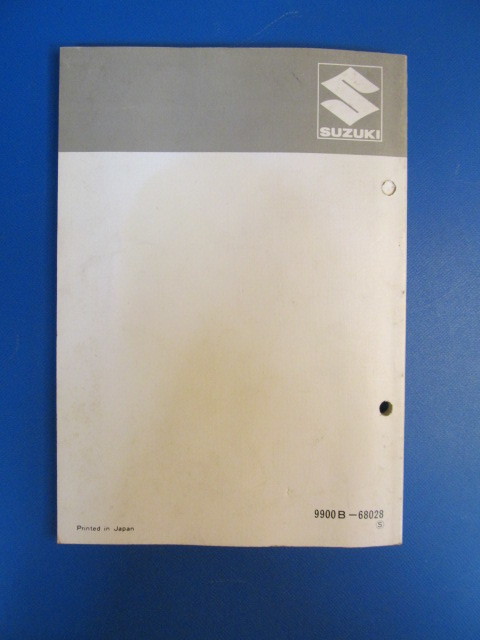 SUZUKI
9900B-68028
S
Printed in Japan